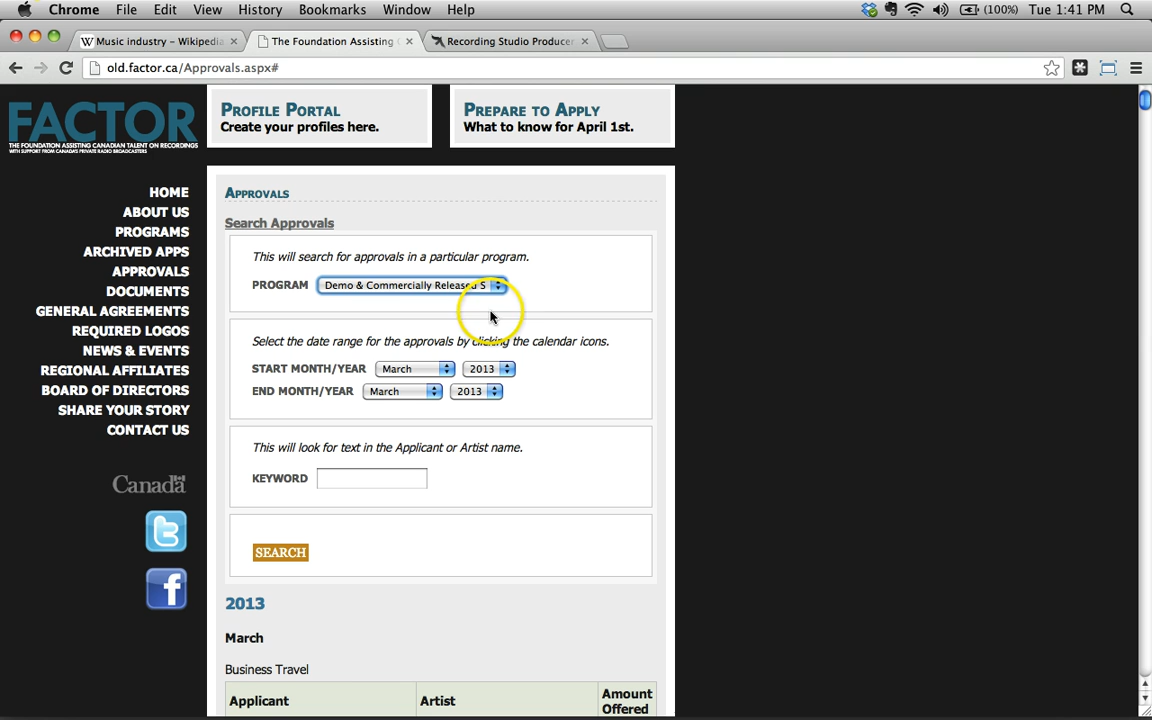 Chrome File Edit View History Bookmarks Window Help (100%) Tue 1:41 PM
Music industry – Wikipedia
The Foundation Assisting
Recording Studio Producer
old.factor.ca/Approvals.aspx#
FACTOR
THE FOUNDATION ASSISTING CANADIAN TALENT ON RECORDINGS
WITH SUPPORT FROM CANADA'S PRIVATE RADIO BROADCASTERS
PROFILE PORTAL
Create your profiles here.
PREPARE TO APPLY
What to know for April 1st.
HOME
ABOUT US
PROGRAMS
ARCHIVED APPS
APPROVALS
DOCUMENTS
GENERAL AGREEMENTS
REQUIRED LOGOS
NEWS & EVENTS
REGIONAL AFFILIATES
BOARD OF DIRECTORS
SHARE YOUR STORY
CONTACT US
Canada
APPROVALS
Search Approvals
This will search for approvals in a particular program.
PROGRAM Demo & Commercially Released S
Select the date range for the approvals by clicking the calendar icons.
START MONTH/YEAR March 2013
END MONTH/YEAR March 2013
This will look for text in the Applicant or Artist name.
KEYWORD
SEARCH
2013
March
Business Travel
Applicant Artist Amount
Offered